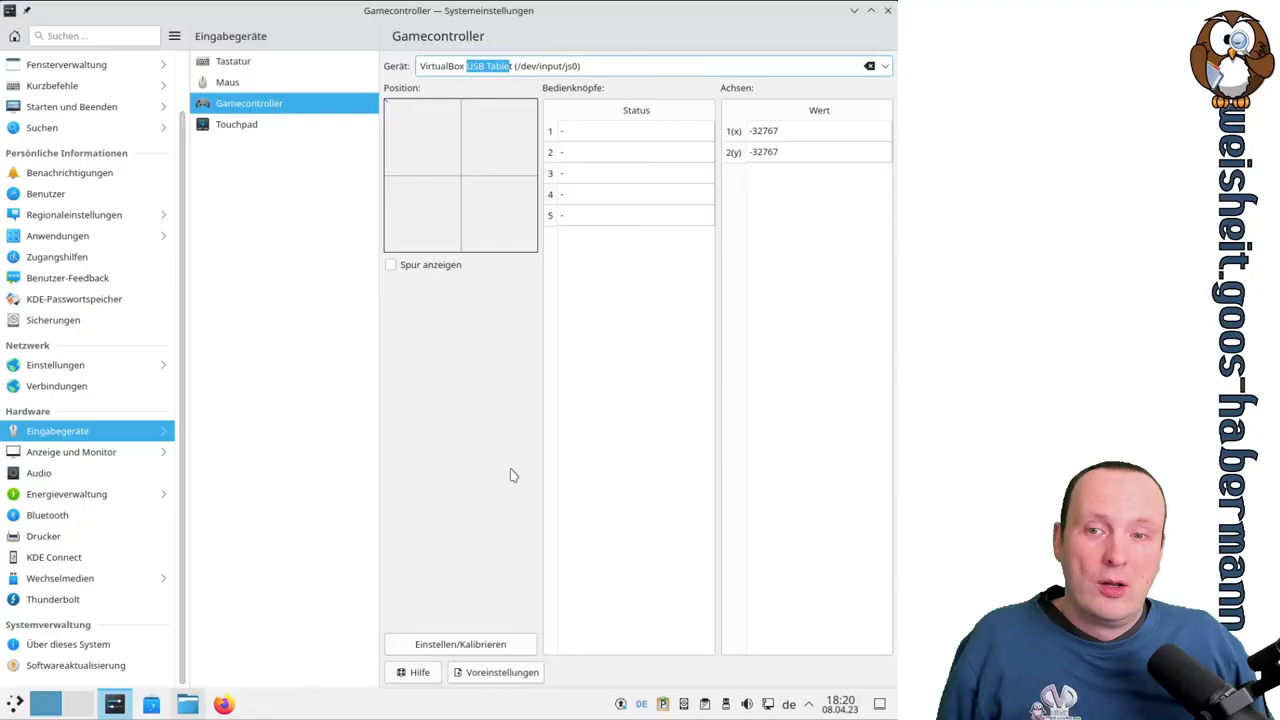 Gamecontroller — Systemeinstellungen
Suchen ...
Eingabegeräte
Gamecontroller
Fensterverwaltung
Kurzbefehle
Starten und Beenden
Suchen
Persönliche Informationen
Benachrichtigungen
Benutzer
Regionaleinstellungen
Anwendungen
Zugangshilfen
Benutzer-Feedback
KDE-Passwortspeicher
Sicherungen
Netzwerk
Einstellungen
Verbindungen
Hardware
Eingabegeräte
Anzeige und Monitor
Audio
Energieverwaltung
Bluetooth
Drucker
KDE Connect
Wechselmedien
Thunderbolt
Systemverwaltung
Über dieses System
Softwareaktualisierung
Tastatur
Maus
Gamecontroller
Touchpad
Gerät:
VirtualBox USB Tablet (/dev/input/js0)
Position:
Spur anzeigen
Bedienknöpfe:
Status
1 -
2 -
3 -
4 -
5 -
Achsen:
Wert
1(x) -32767
2(y) -32767
Einstellen/Kalibrieren
Hilfe
Voreinstellungen
DE
de
18:20
08.04.23
weisheit_goos-habermann